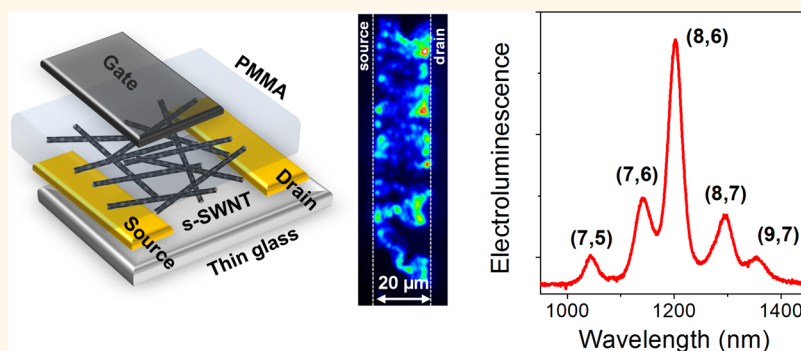 Gate
PMMA
s-SWNT
Source
Drain
Thin glass
source
drain
20 µm
Electroluminescence
(7,5)
(7,6)
(8,6)
(8,7)
(9,7)
1000
1200
1400
Wavelength (nm)